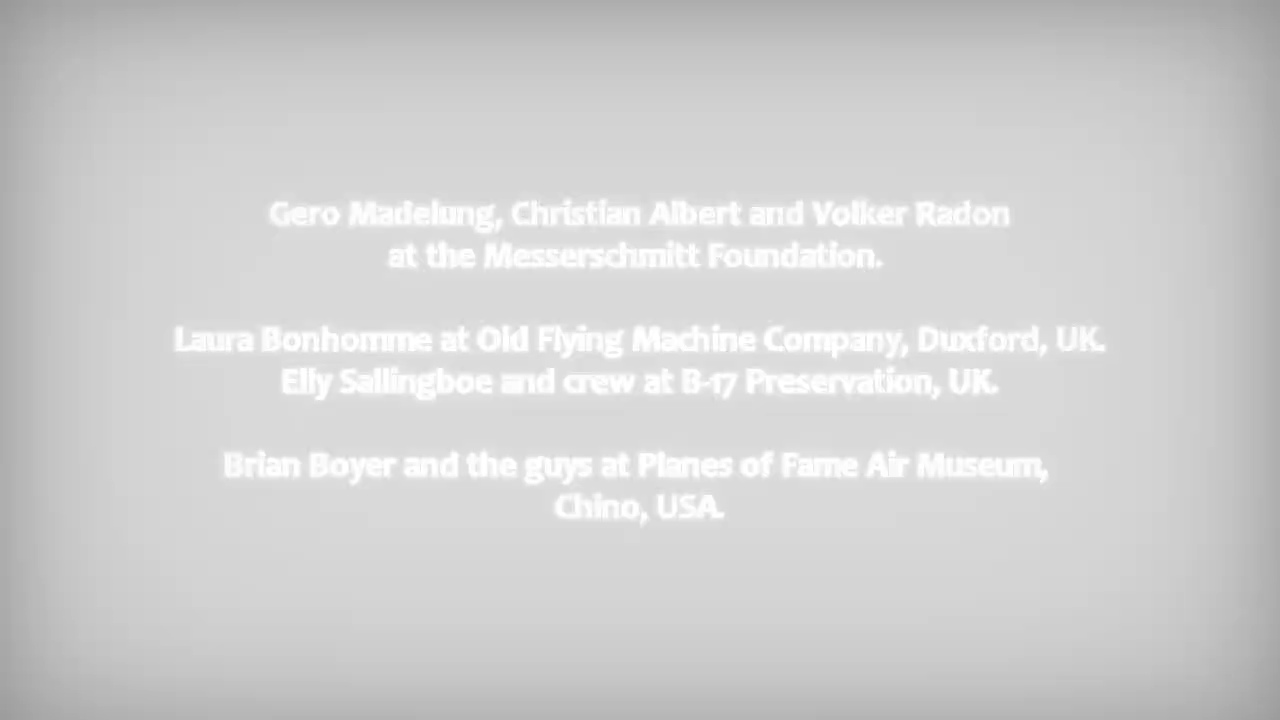 Gero Madelung, Christian Albert and Volker Radon
at the Messerschmitt Foundation.
Laura Bonhomme at Old Flying Machine Company, Duxford, UK.
Elly Sallingboe and crew at B-17 Preservation, UK.
Brian Boyer and the guys at Planes of Fame Air Museum,
Chino, USA.